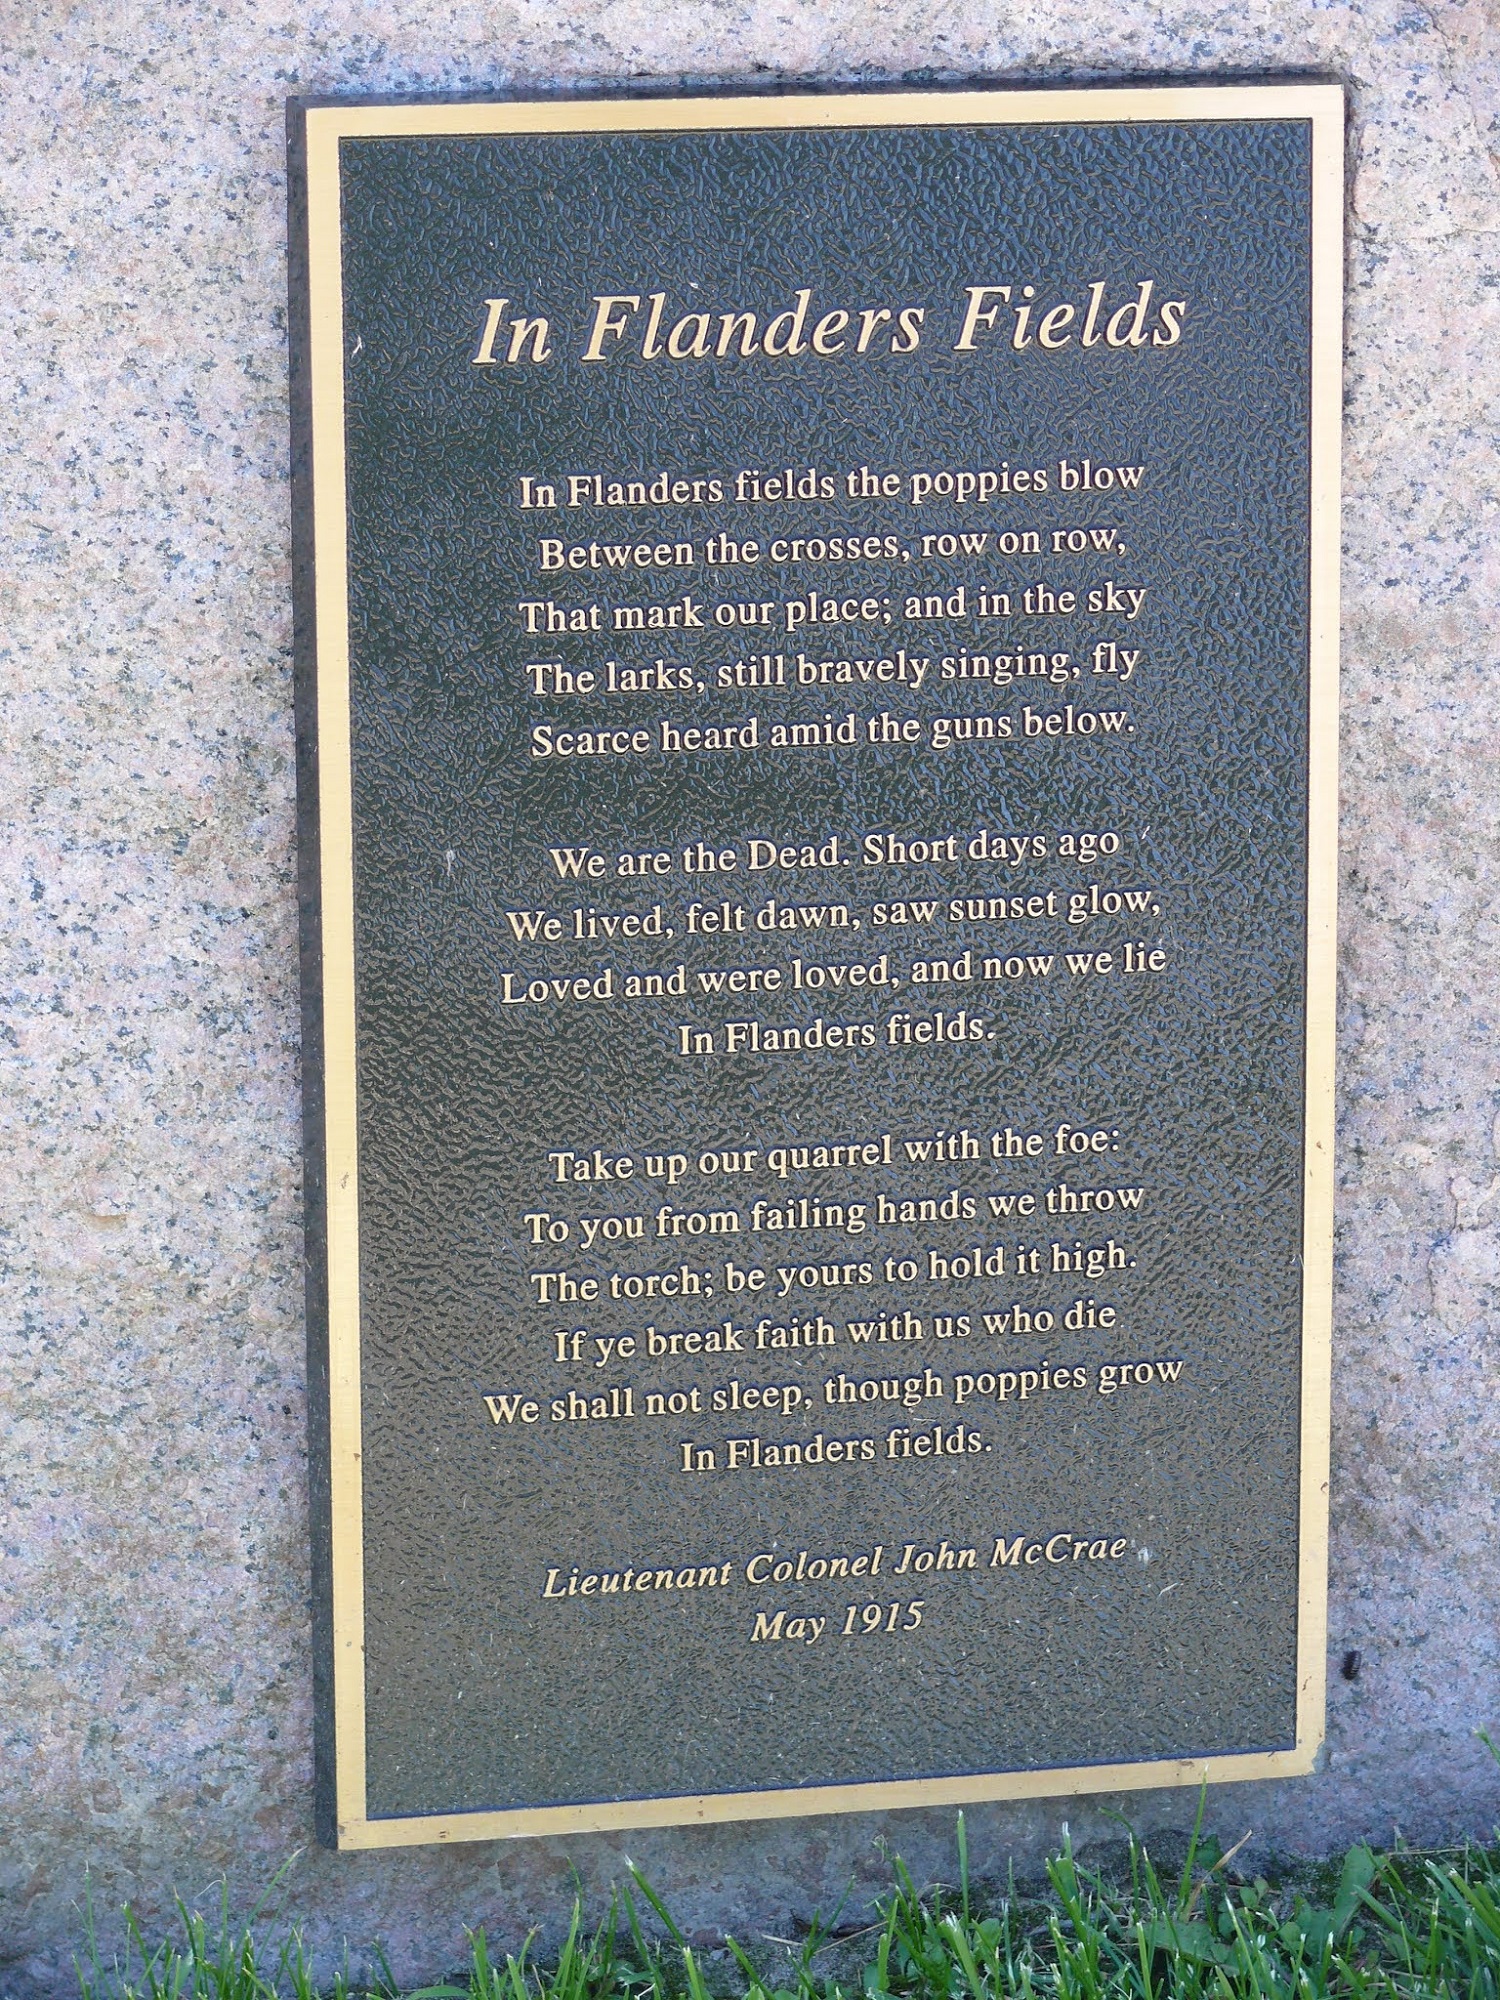 In Flanders Fields
In Flanders fields the poppies blow
Between the crosses, row on row,
That mark our place; and in the sky
The larks, still bravely singing, fly
Scarce heard amid the guns below.
We are the Dead. Short days ago
We lived, felt dawn, saw sunset glow,
Loved and were loved, and now we lie
In Flanders fields.
Take up our quarrel with the foe:
To you from failing hands we throw
The torch; be yours to hold it high.
If ye break faith with us who die
We shall not sleep, though poppies grow
In Flanders fields.
Lieutenant Colonel John McCrae
May 1915